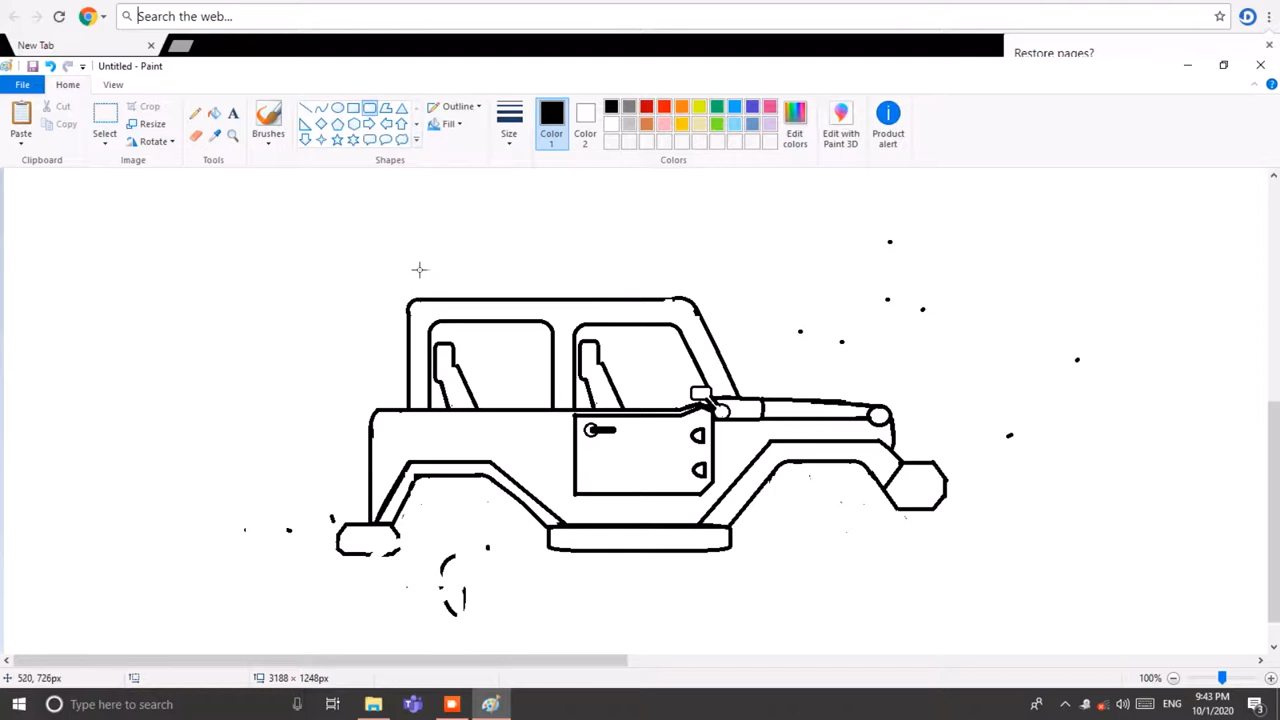 Search the web...
New Tab
Restore pages?
Untitled - Paint
File Home View
Paste
Cut
Copy
Clipboard
Select
Crop
Resize
Rotate
Image
Tools
Brushes
Shapes
Outline
Fill
Size
Color 1
Color 2
Edit colors
Colors
Edit with Paint 3D
Product alert
520, 726px
3188 × 1248px
100%
Type here to search
9:43 PM
10/1/2020
3